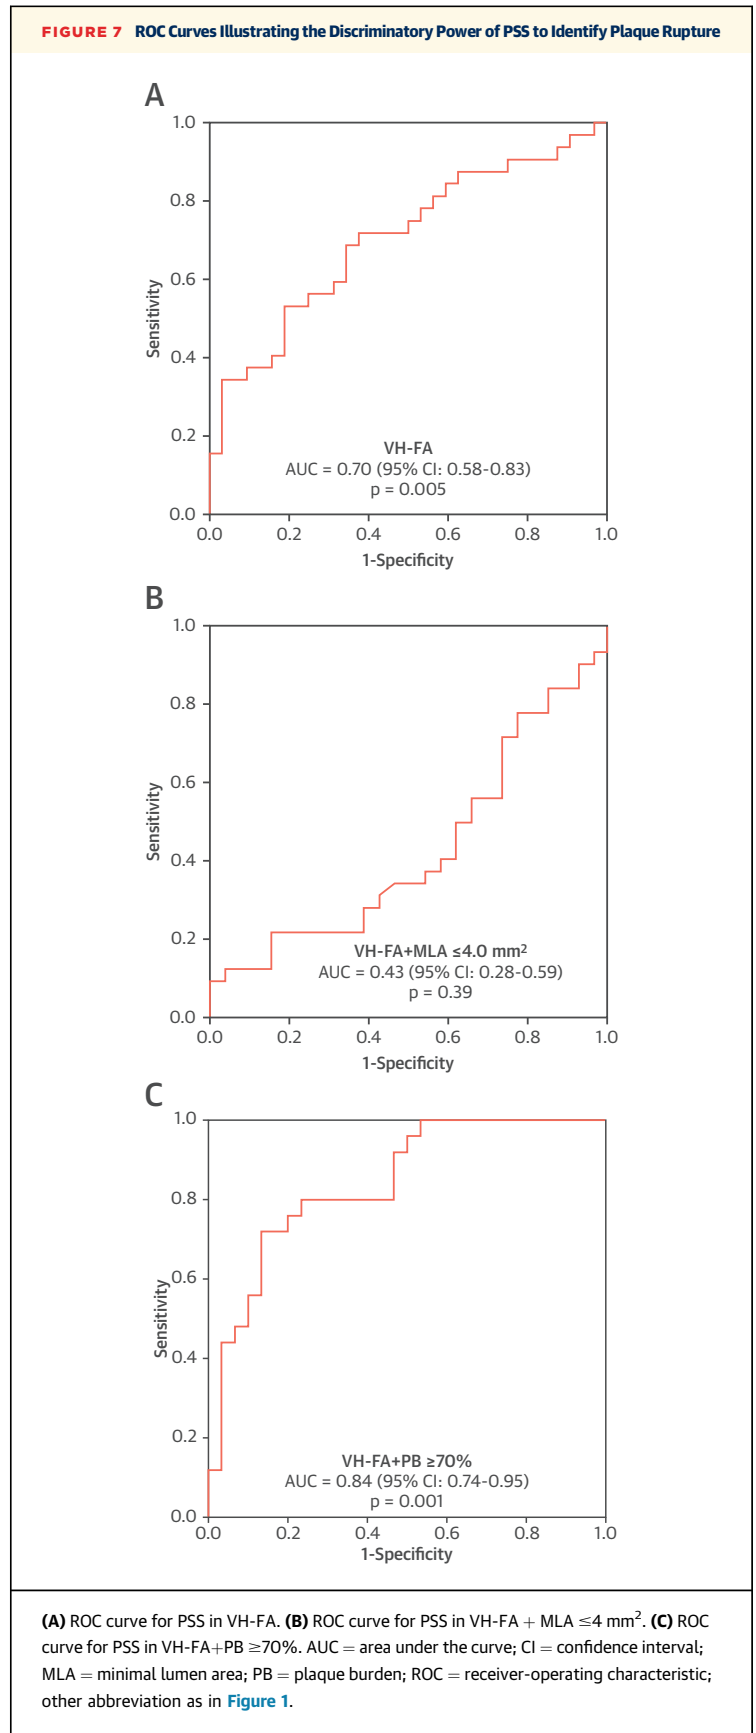 FIGURE 7 ROC Curves Illustrating the Discriminatory Power of PSS to Identify Plaque Rupture
A
1.0
0.8
0.6
0.4
0.2
0.0
Sensitivity
VH-FA
AUC = 0.70 (95% CI: 0.58-0.83)
p = 0.005
0.0 0.2 0.4 0.6 0.8 1.0
1-Specificity
B
1.0
0.8
0.6
0.4
0.2
0.0
Sensitivity
VH-FA+MLA ≤4.0 mm²
AUC = 0.43 (95% CI: 0.28-0.59)
p = 0.39
0.0 0.2 0.4 0.6 0.8 1.0
1-Specificity
C
1.0
0.8
0.6
0.4
0.2
0.0
Sensitivity
VH-FA+PB ≥70%
AUC = 0.84 (95% CI: 0.74-0.95)
p = 0.001
0.0 0.2 0.4 0.6 0.8 1.0
1-Specificity
(A) ROC curve for PSS in VH-FA. (B) ROC curve for PSS in VH-FA + MLA ≤4 mm². (C) ROC
curve for PSS in VH-FA+PB ≥70%. AUC = area under the curve; CI = confidence interval;
MLA = minimal lumen area; PB = plaque burden; ROC = receiver-operating characteristic;
other abbreviation as in Figure 1.